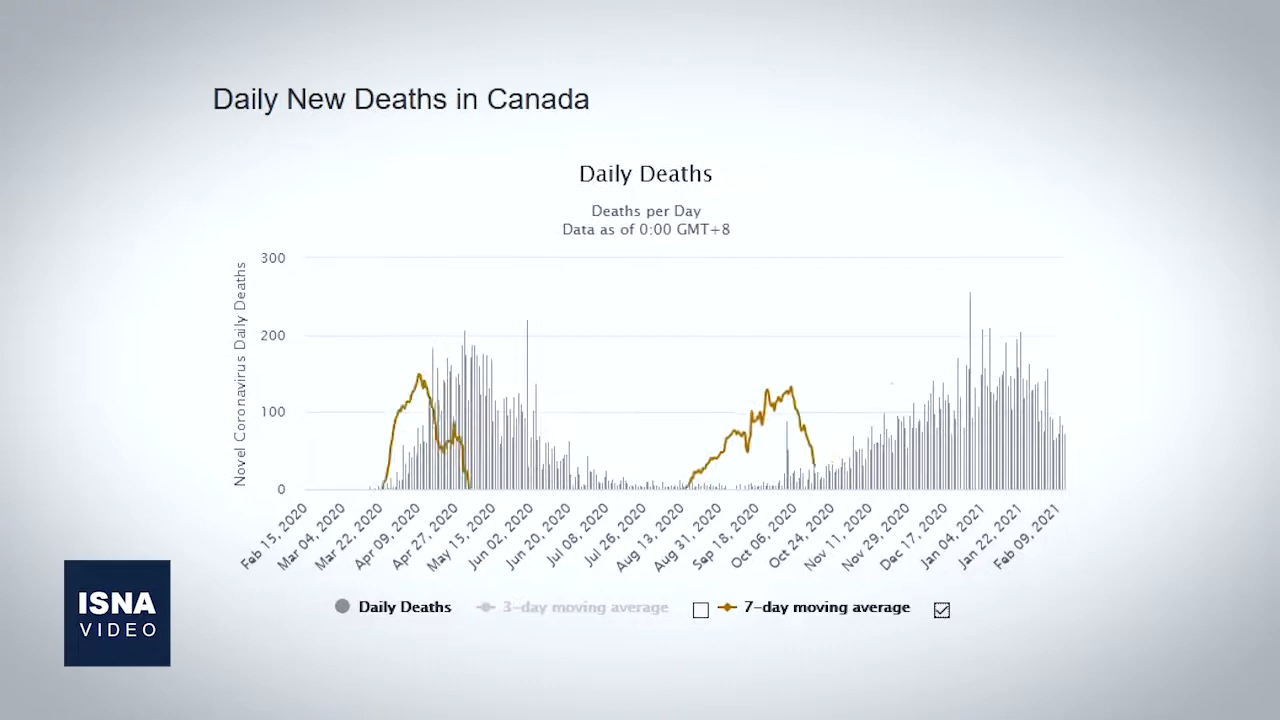 Daily New Deaths in Canada
Daily Deaths
Deaths per Day
Data as of 0:00 GMT+8
Novel Coronavirus Daily Deaths
300
200
100
0
Feb 15, 2020
Mar 04, 2020
Mar 22, 2020
Apr 09, 2020
Apr 27, 2020
May 15, 2020
Jun 02, 2020
Jun 20, 2020
Jul 08, 2020
Jul 26, 2020
Aug 13, 2020
Aug 31, 2020
Sep 18, 2020
Oct 06, 2020
Oct 24, 2020
Nov 11, 2020
Nov 29, 2020
Dec 17, 2020
Jan 04, 2021
Jan 22, 2021
Feb 09, 2021
Daily Deaths
3-day moving average
7-day moving average
ISNA
VIDEO